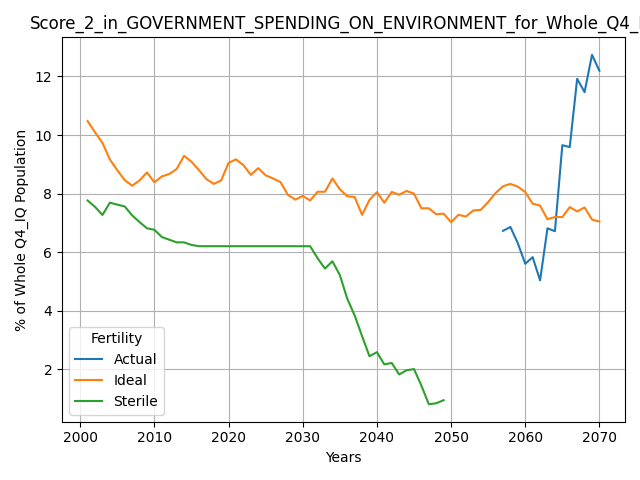 Score_2_in_GOVERNMENT_SPENDING_ON_ENVIRONMENT_for_Whole_Q4_I
12
10
8
6
4
2
% of Whole Q4_IQ Population
Fertility
Actual
Ideal
Sterile
2000 2010 2020 2030 2040 2050 2060 2070
Years